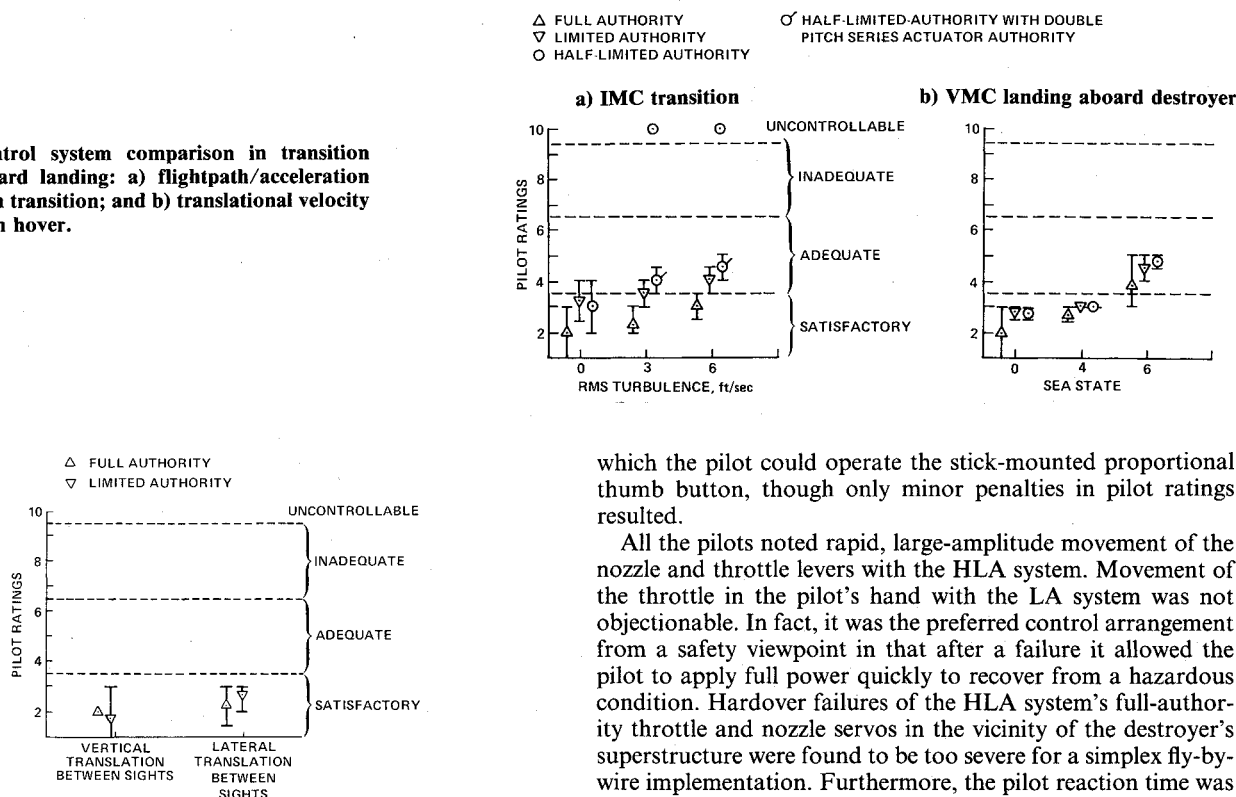 △ FULL AUTHORITY
▽ LIMITED AUTHORITY
○ HALF-LIMITED AUTHORITY
HALF-LIMITED-AUTHORITY WITH DOUBLE
PITCH SERIES ACTUATOR AUTHORITY
ntrol system comparison in transition
ard landing: a) flightpath/acceleration
n transition; and b) translational velocity
n hover.
a) IMC transition
10
8
6
4
2
PILOT RATINGS
0 3 6
RMS TURBULENCE, ft/sec
UNCONTROLLABLE
INADEQUATE
ADEQUATE
SATISFACTORY
b) VMC landing aboard destroyer
10
8
6
4
2
0 4 6
SEA STATE
△ FULL AUTHORITY
▽ LIMITED AUTHORITY
10
8
6
4
2
PILOT RATINGS
UNCONTROLLABLE
INADEQUATE
ADEQUATE
SATISFACTORY
VERTICAL
TRANSLATION
BETWEEN SIGHTS
LATERAL
TRANSLATION
BETWEEN
SIGHTS
which the pilot could operate the stick-mounted proportional
thumb button, though only minor penalties in pilot ratings
resulted.
All the pilots noted rapid, large-amplitude movement of the
nozzle and throttle levers with the HLA system. Movement of
the throttle in the pilot's hand with the LA system was not
objectionable. In fact, it was the preferred control arrangement
from a safety viewpoint in that after a failure it allowed the
pilot to apply full power quickly to recover from a hazardous
condition. Hardover failures of the HLA system's full-author-
ity throttle and nozzle servos in the vicinity of the destroyer's
superstructure were found to be too severe for a simplex fly-by-
wire implementation. Furthermore, the pilot reaction time was